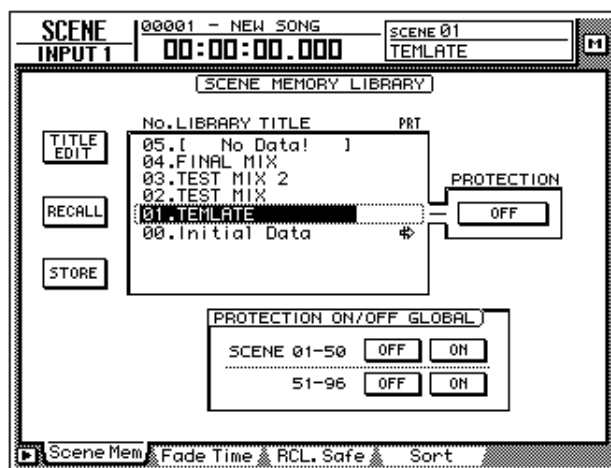 SCENE
INPUT 1
00001 - NEW SONG
00:00:00.000
SCENE 01
TEMLATE
M
SCENE MEMORY LIBRARY
No. LIBRARY TITLE PRT
TITLE EDIT
RECALL
STORE
05.[ No Data! ]
04.FINAL MIX
03.TEST MIX 2
02.TEST MIX
01.TEMLATE
00.Initial Data
PROTECTION
OFF
PROTECTION ON/OFF GLOBAL
SCENE 01-50 OFF ON
51-96 OFF ON
Scene Mem Fade Time RCL. Safe Sort